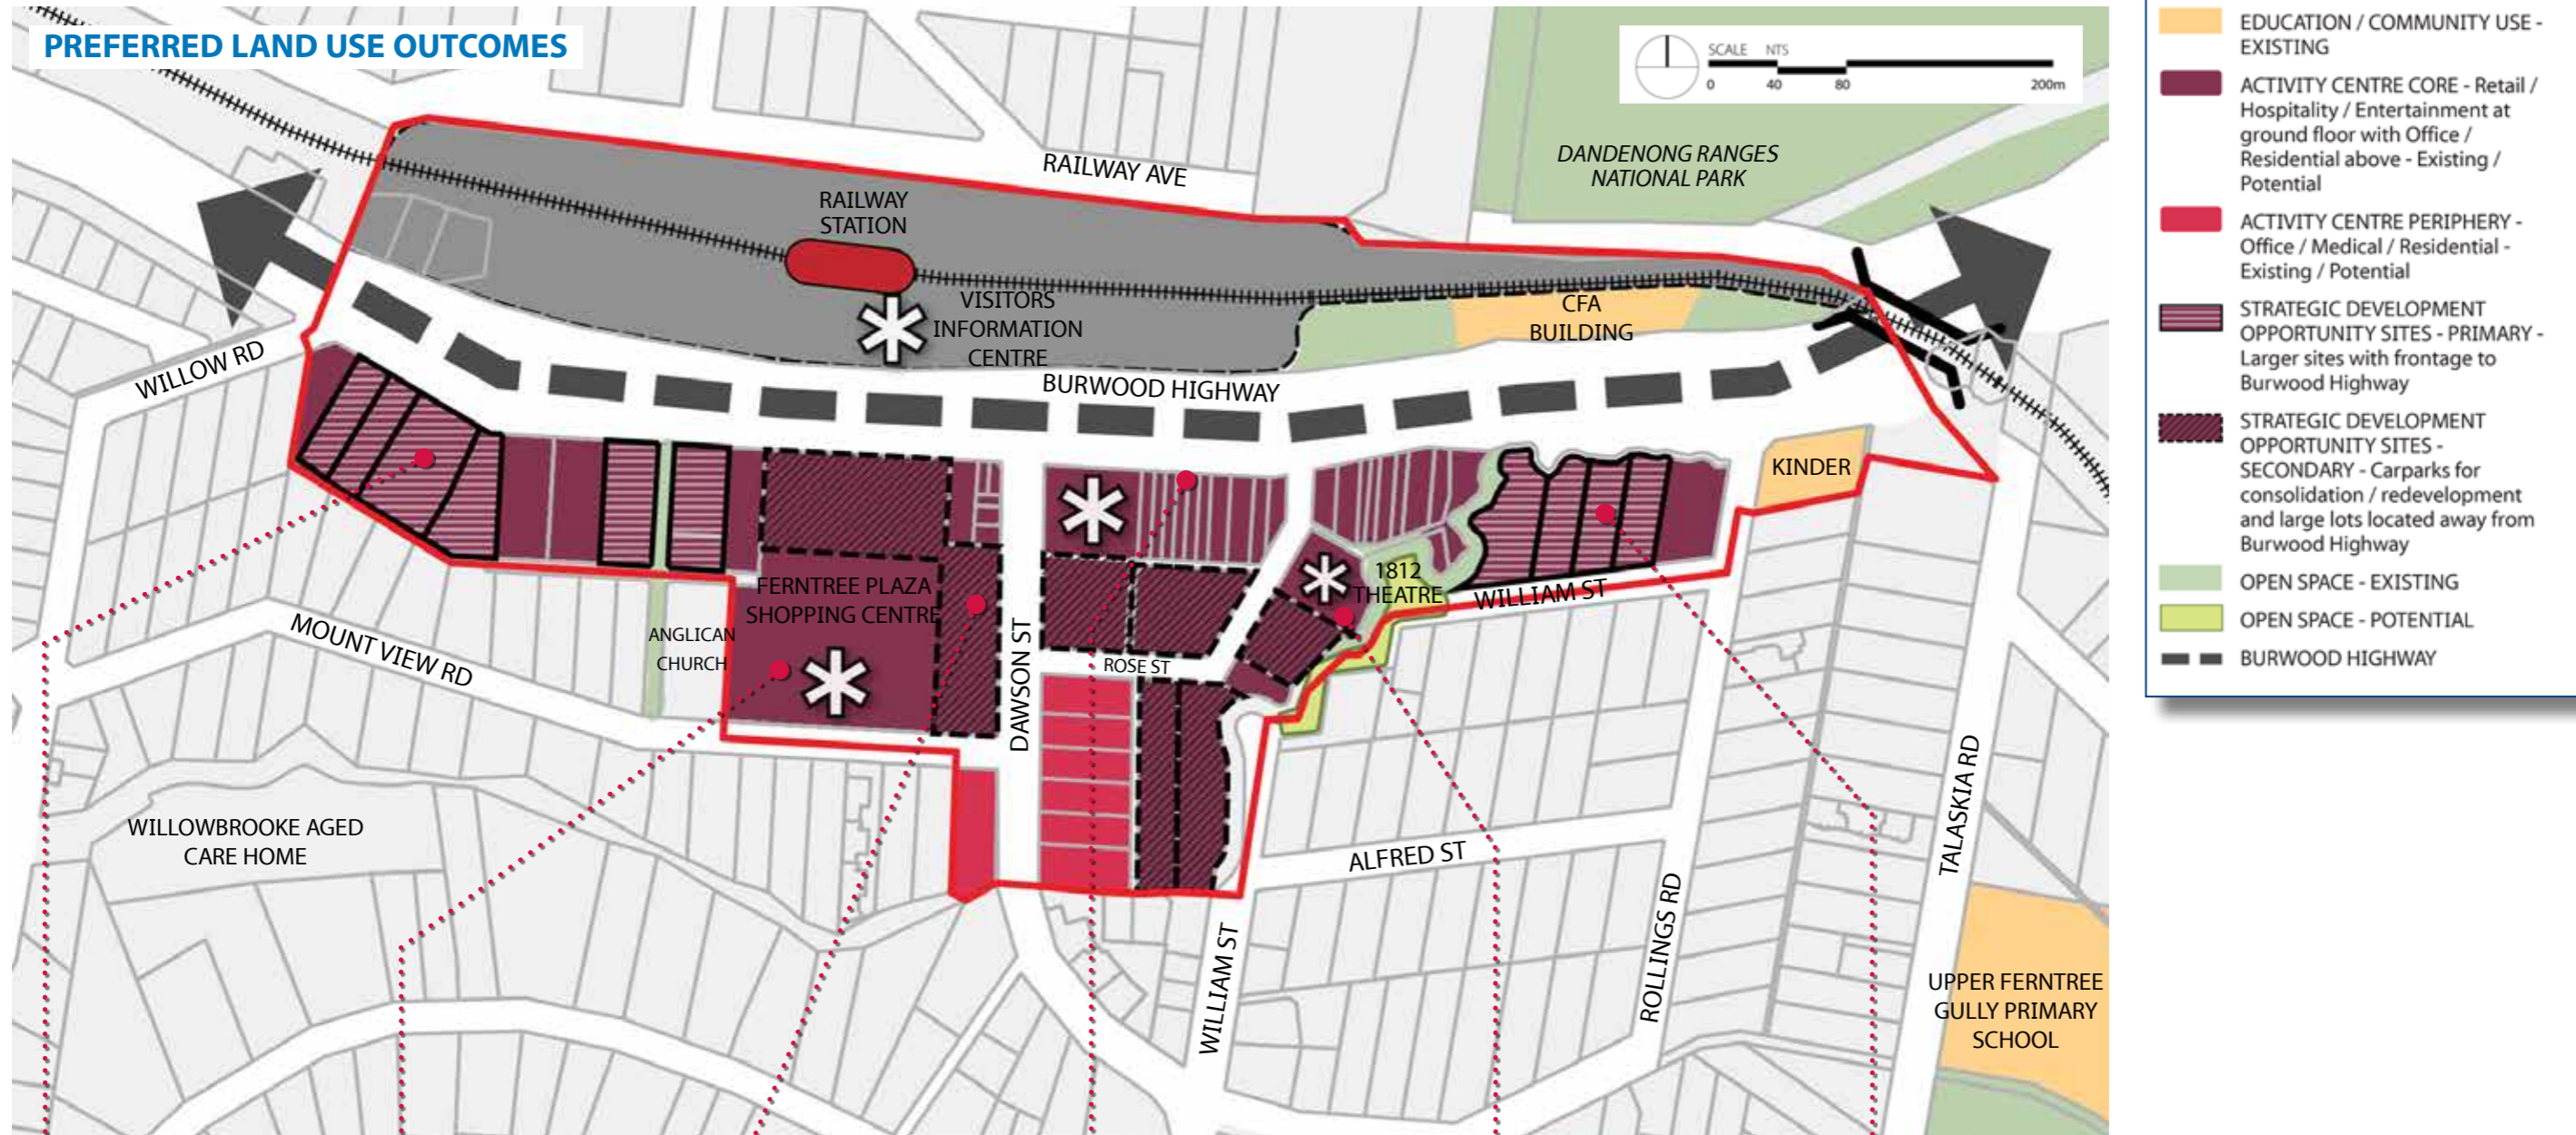 PREFERRED LAND USE OUTCOMES
SCALE NTS
0 40 80 200m
DANDENONG RANGES
NATIONAL PARK
RAILWAY AVE
RAILWAY
STATION
VISITORS
INFORMATION
CENTRE
CFA
BUILDING
BURWOOD HIGHWAY
WILLOW RD
KINDER
FERNTREE PLAZA
SHOPPING CENTRE
1812
THEATRE
WILLIAM ST
ANGLICAN
CHURCH
MOUNT VIEW RD
DAWSON ST
ROSE ST
WILLOWBROOKE AGED
CARE HOME
ALFRED ST
TALASKIA RD
ROLLINGS RD
WILLIAM ST
UPPER FERNTREE
GULLY PRIMARY
SCHOOL
EDUCATION / COMMUNITY USE -
EXISTING
ACTIVITY CENTRE CORE - Retail /
Hospitality / Entertainment at
ground floor with Office /
Residential above - Existing /
Potential
ACTIVITY CENTRE PERIPHERY -
Office / Medical / Residential -
Existing / Potential
STRATEGIC DEVELOPMENT
OPPORTUNITY SITES - PRIMARY -
Larger sites with frontage to
Burwood Highway
STRATEGIC DEVELOPMENT
OPPORTUNITY SITES -
SECONDARY - Carparks for
consolidation / redevelopment
and large lots located away from
Burwood Highway
OPEN SPACE - EXISTING
OPEN SPACE - POTENTIAL
BURWOOD HIGHWAY